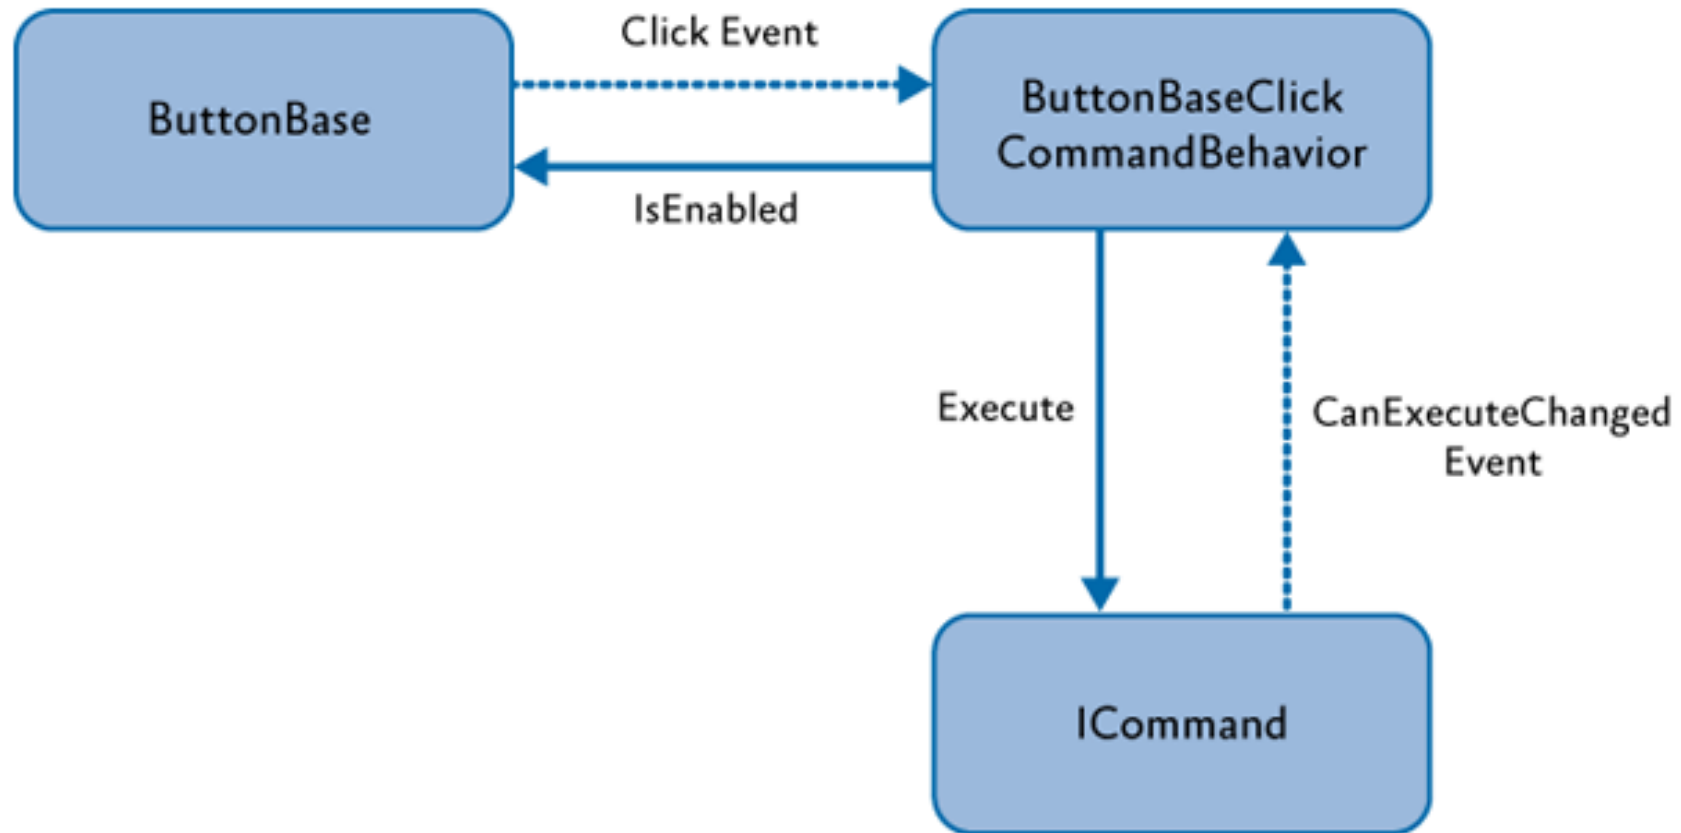 Click Event
ButtonBase
ButtonBaseClick
CommandBehavior
IsEnabled
Execute
CanExecuteChanged
Event
ICommand